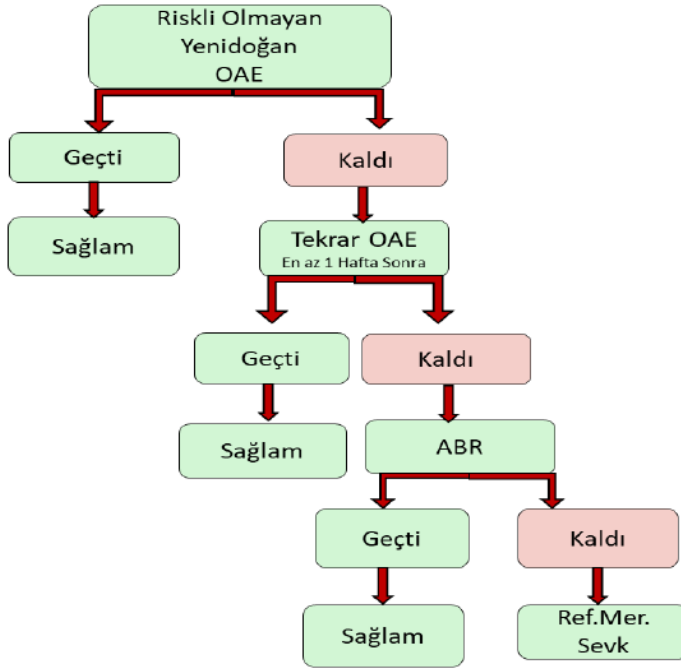 Riskli Olmayan
Yenidoğan
OAE
Geçti
Kaldı
Sağlam
Tekrar OAE
En az 1 Hafta Sonra
Geçti
Kaldı
Sağlam
ABR
Geçti
Kaldı
Sağlam
Ref.Mer.
Sevk